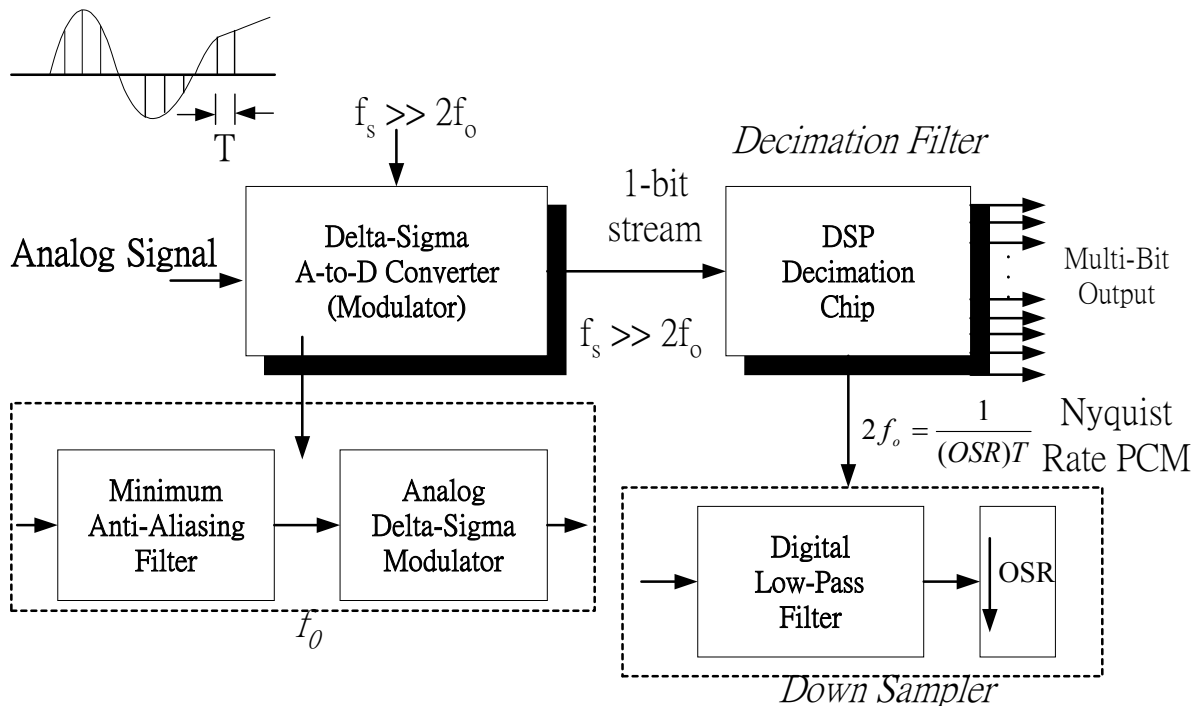 T
fₛ >> 2fₒ
Decimation Filter
Analog Signal
Delta-Sigma
A-to-D Converter
(Modulator)
1-bit
stream
fₛ >> 2fₒ
DSP
Decimation
Chip
Multi-Bit
Output
2fₒ = 1/((OSR)T)
Nyquist
Rate PCM
Minimum
Anti-Aliasing
Filter
Analog
Delta-Sigma
Modulator
f₀
Digital
Low-Pass
Filter
OSR
Down Sampler